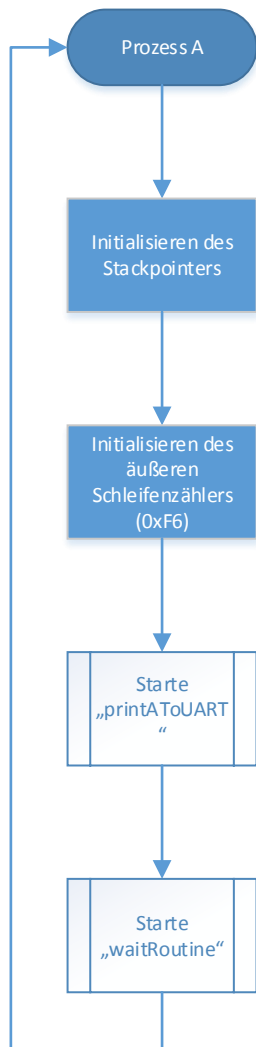 Prozess A
Initialisieren des
Stackpointers
Initialisieren des
äußeren
Schleifenzählers
(0xF6)
Starte
„printAToUART
“
Starte
„waitRoutine“